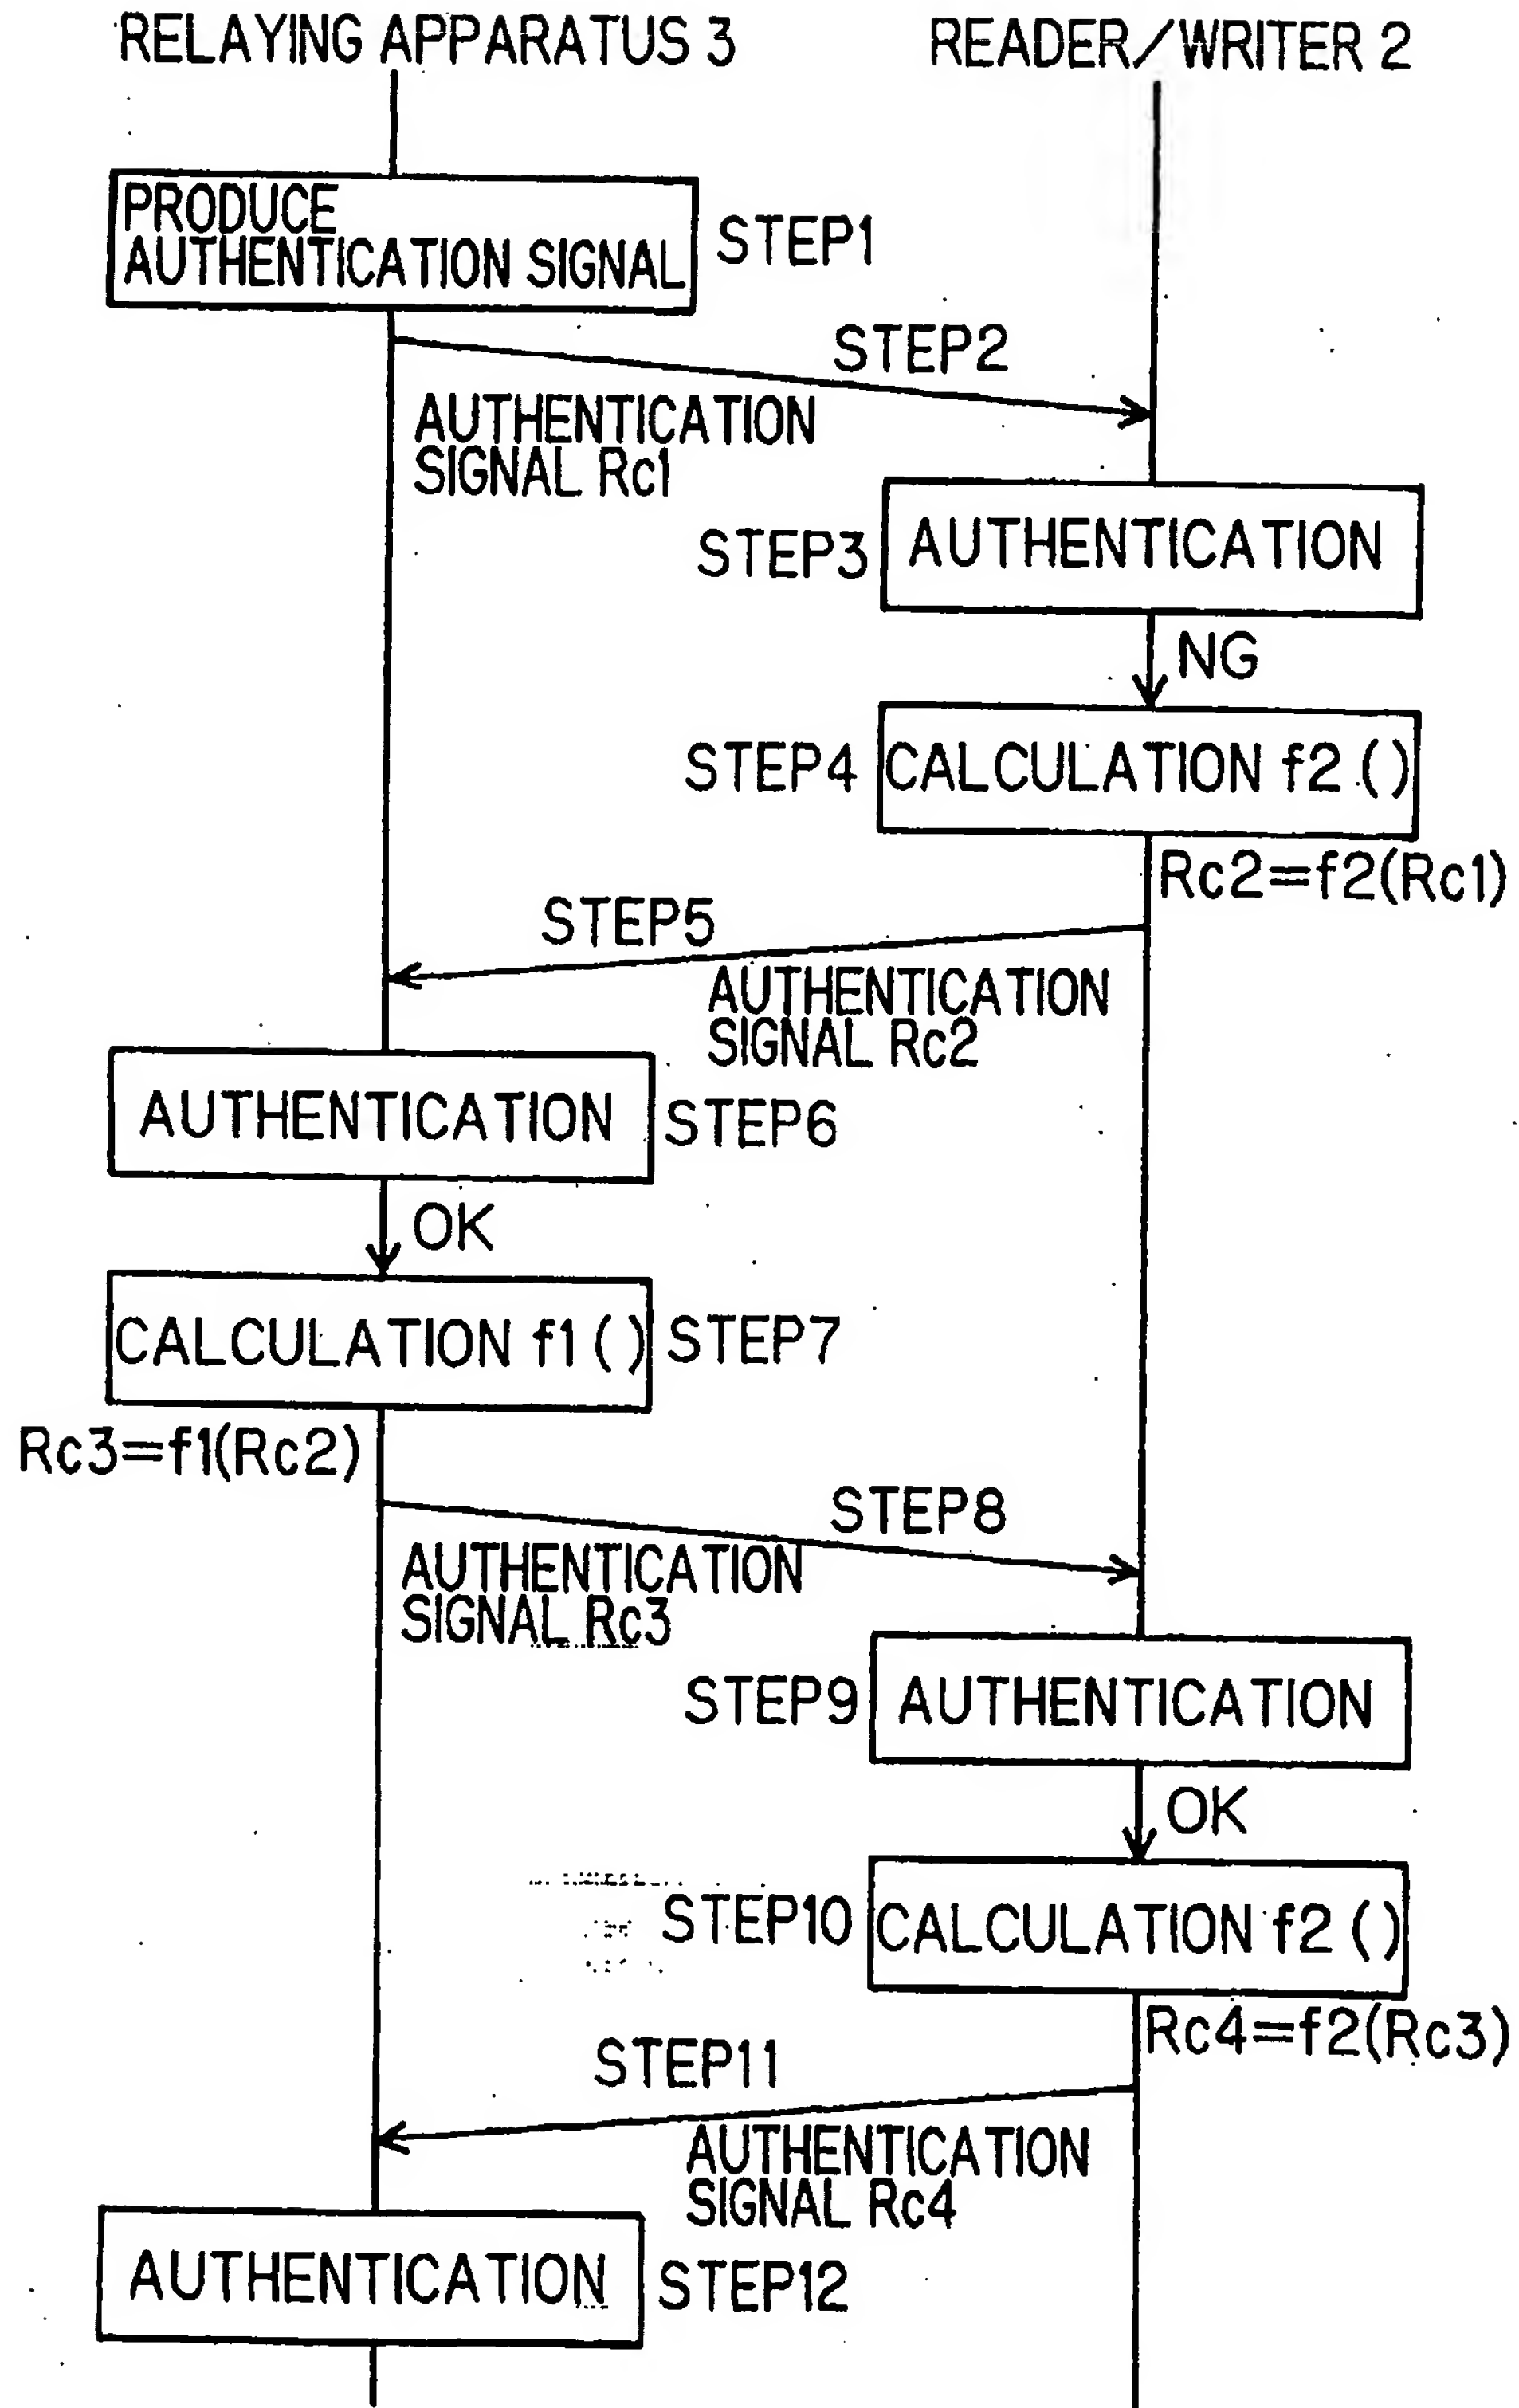 RELAYING APPARATUS 3
READER/WRITER 2
PRODUCE
AUTHENTICATION SIGNAL
STEP1
STEP2
AUTHENTICATION
SIGNAL Rc1
STEP3
AUTHENTICATION
NG
STEP4
CALCULATION f2 ()
Rc2=f2(Rc1)
STEP5
AUTHENTICATION
SIGNAL Rc2
AUTHENTICATION
STEP6
OK
CALCULATION f1 ()
STEP7
Rc3=f1(Rc2)
STEP8
AUTHENTICATION
SIGNAL Rc3
STEP9
AUTHENTICATION
OK
STEP10
CALCULATION f2 ()
Rc4=f2(Rc3)
STEP11
AUTHENTICATION
SIGNAL Rc4
AUTHENTICATION
STEP12